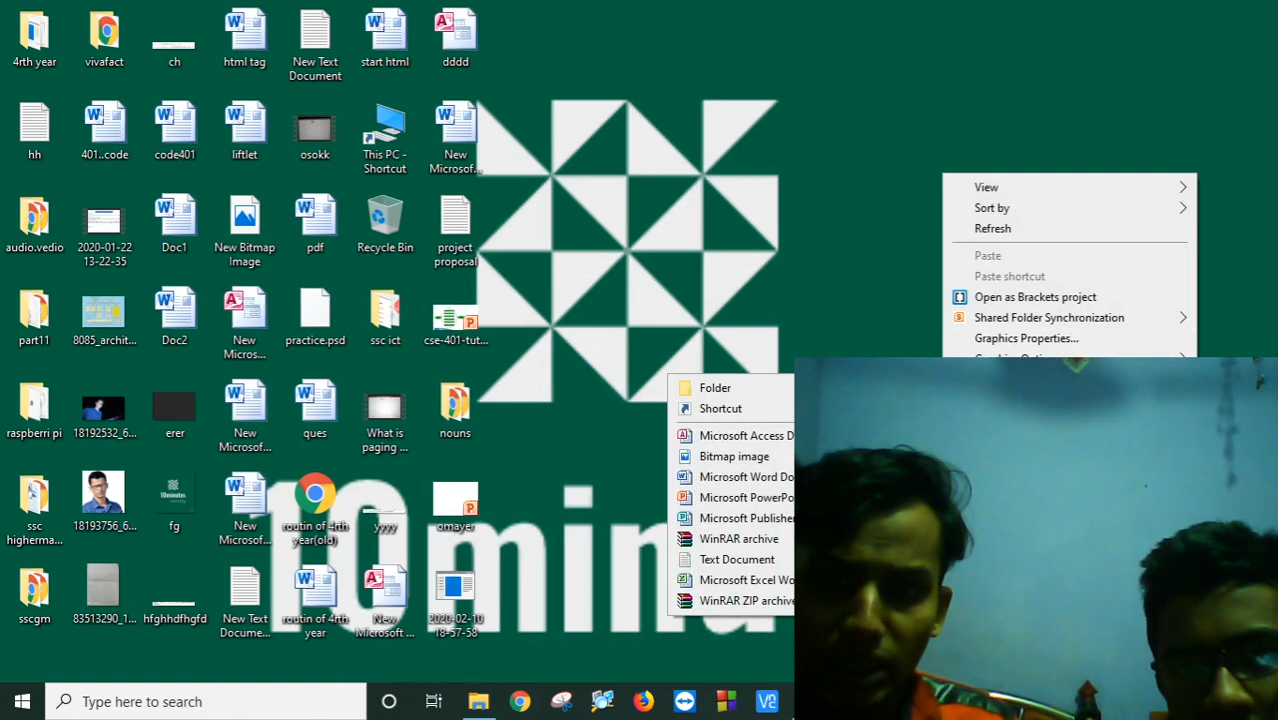 4rth year
vivafact
ch
html tag
New Text
Document
start html
dddd
hh
401..code
code401
liftlet
osokk
This PC -
Shortcut
New
Microsof...
audio.vedio
2020-01-22
13-22-35
Doc1
New Bitmap
Image
pdf
Recycle Bin
project
proposal
part11
8085_archit...
Doc2
New
Micros...
practice.psd
ssc ict
cse-401-tut...
raspberri pi
18192532_6...
erer
New
Microsof...
ques
What is
paging ...
nouns
ssc
higherma...
18193756_6...
10minutes
fg
New
Microsof...
routin of 4rth
year(old)
yyyy
omayer
sscgm
83513290_1...
hfghhdfhgfd
New Text
Docume...
routin of 4rth
year
New
Microsoft ...
2020-02-10
18-57-58
10minu
View
Sort by
Refresh
Paste
Paste shortcut
Open as Brackets project
Shared Folder Synchronization
Graphics Properties...
Folder
Shortcut
Microsoft Access D
Bitmap image
Microsoft Word Do
Microsoft PowerPo
Microsoft Publisher
WinRAR archive
Text Document
Microsoft Excel Wo
WinRAR ZIP archive
Type here to search